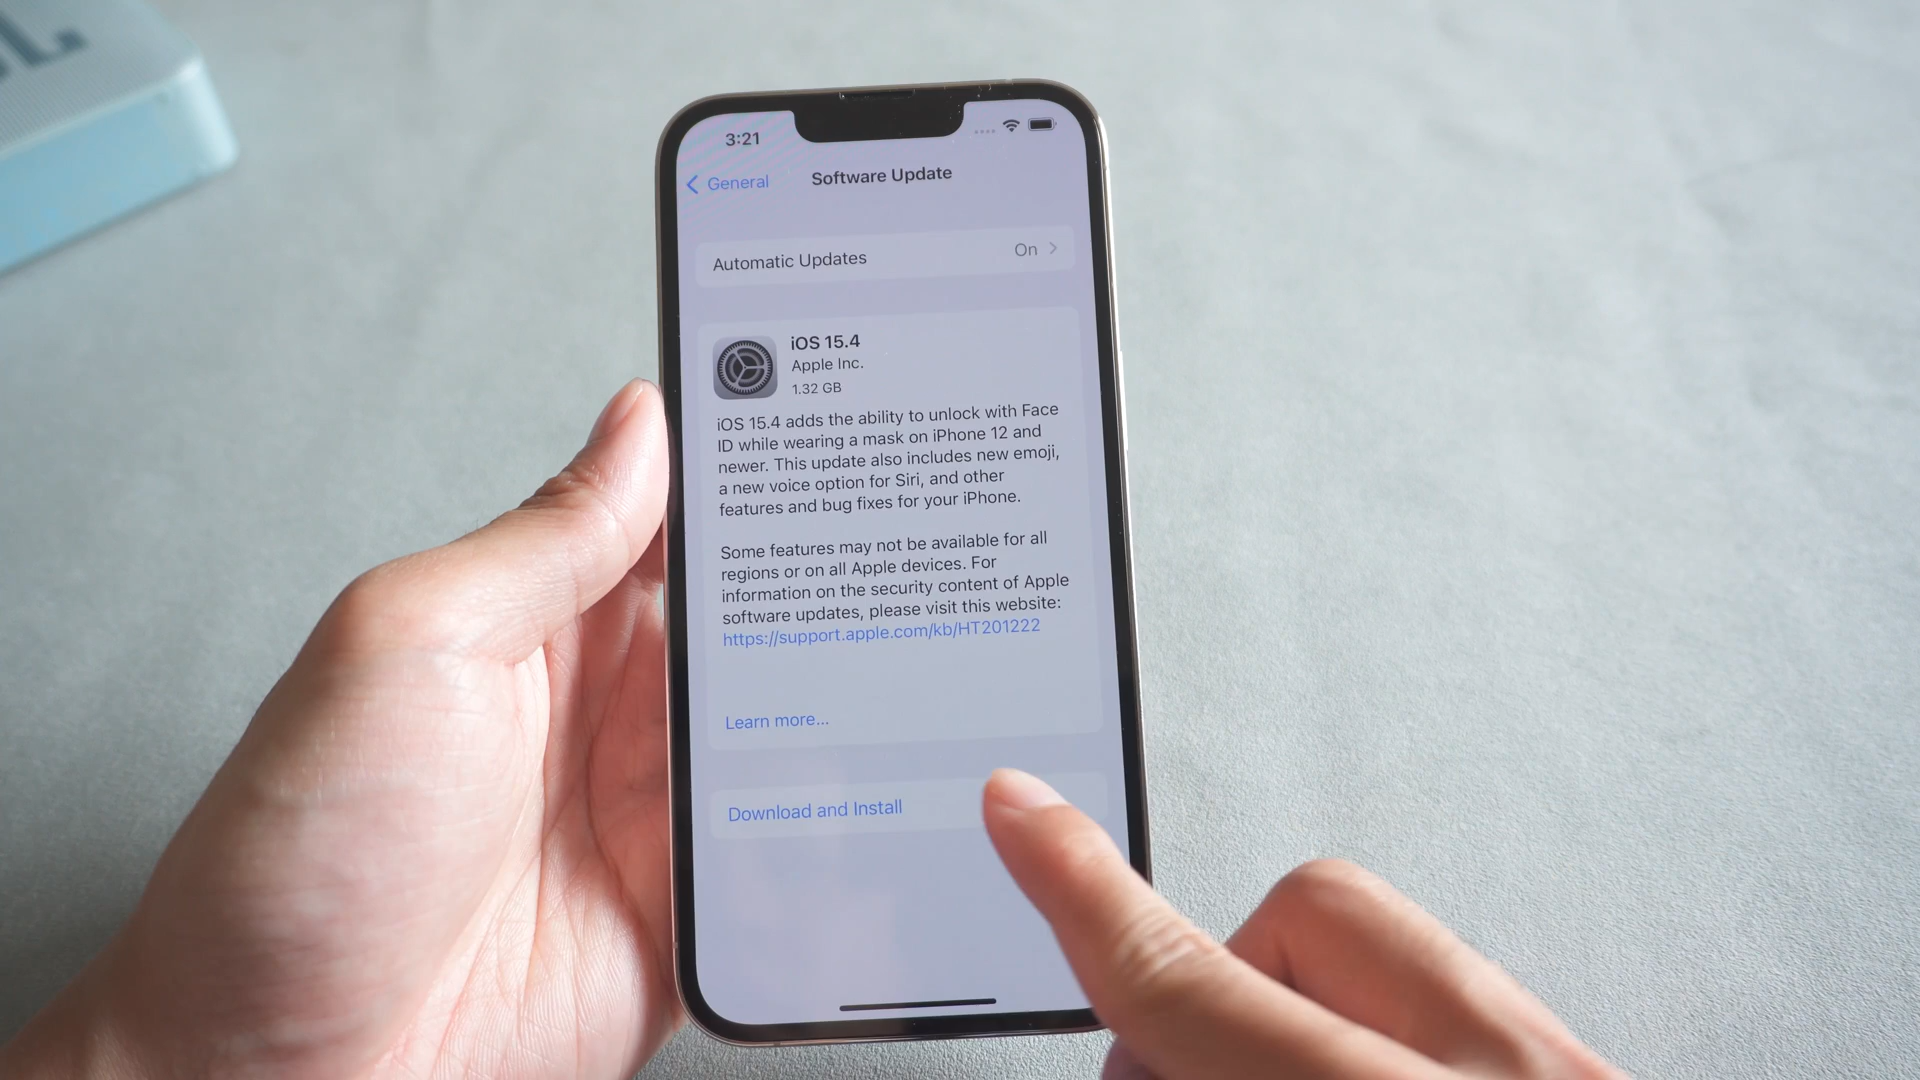 3:21
General
Software Update
Automatic Updates
On
iOS 15.4
Apple Inc.
1.32 GB
iOS 15.4 adds the ability to unlock with Face
ID while wearing a mask on iPhone 12 and
newer. This update also includes new emoji,
a new voice option for Siri, and other
features and bug fixes for your iPhone.
Some features may not be available for all
regions or on all Apple devices. For
information on the security content of Apple
software updates, please visit this website:
https://support.apple.com/kb/HT201222
Learn more...
Download and Install